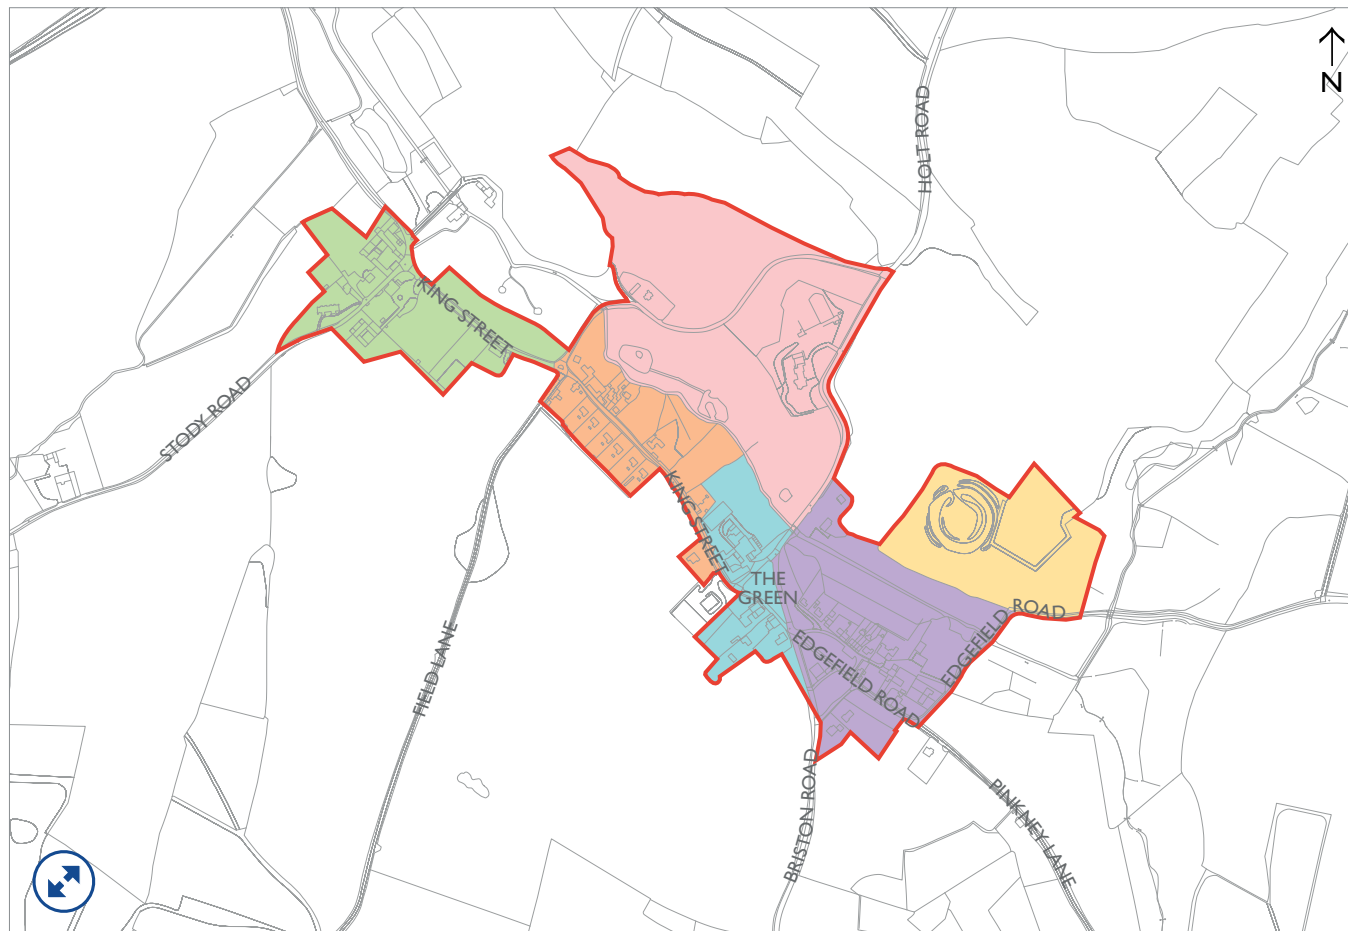 N
HOLT ROAD
KING STREET
STODY ROAD
KING STREET
THE
GREEN
EDGEFIELD ROAD
EDGEFIELD ROAD
FIELD LANE
BRISTON ROAD
PINKNEY LANE